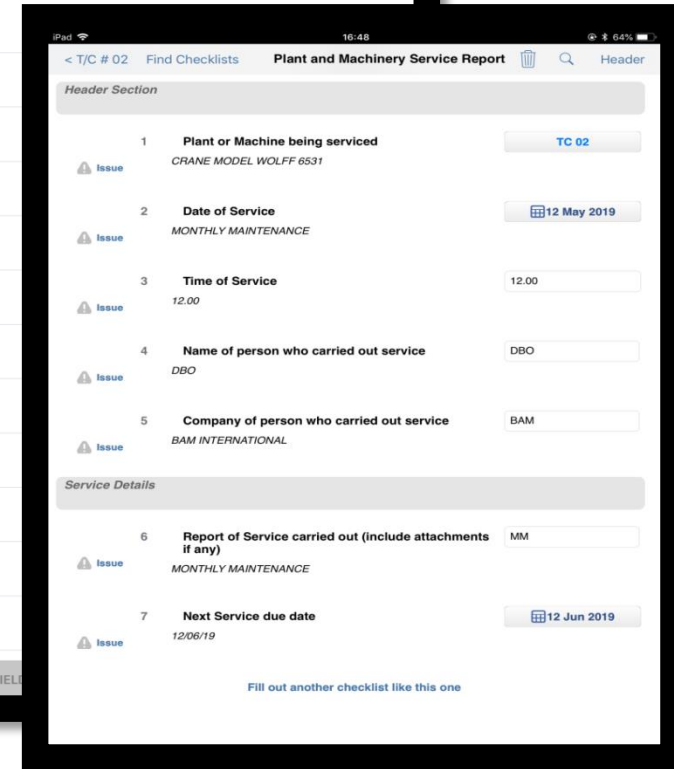 iPad 16:48 64%
< T/C # 02 Find Checklists Plant and Machinery Service Report Header
Header Section
1 Plant or Machine being serviced TC 02
Issue CRANE MODEL WOLFF 6531
2 Date of Service 12 May 2019
Issue MONTHLY MAINTENANCE
3 Time of Service 12.00
Issue 12.00
4 Name of person who carried out service DBO
Issue DBO
5 Company of person who carried out service BAM
Issue BAM INTERNATIONAL
Service Details
6 Report of Service carried out (include attachments MM
if any)
Issue MONTHLY MAINTENANCE
7 Next Service due date 12 Jun 2019
Issue 12/06/19
Fill out another checklist like this one